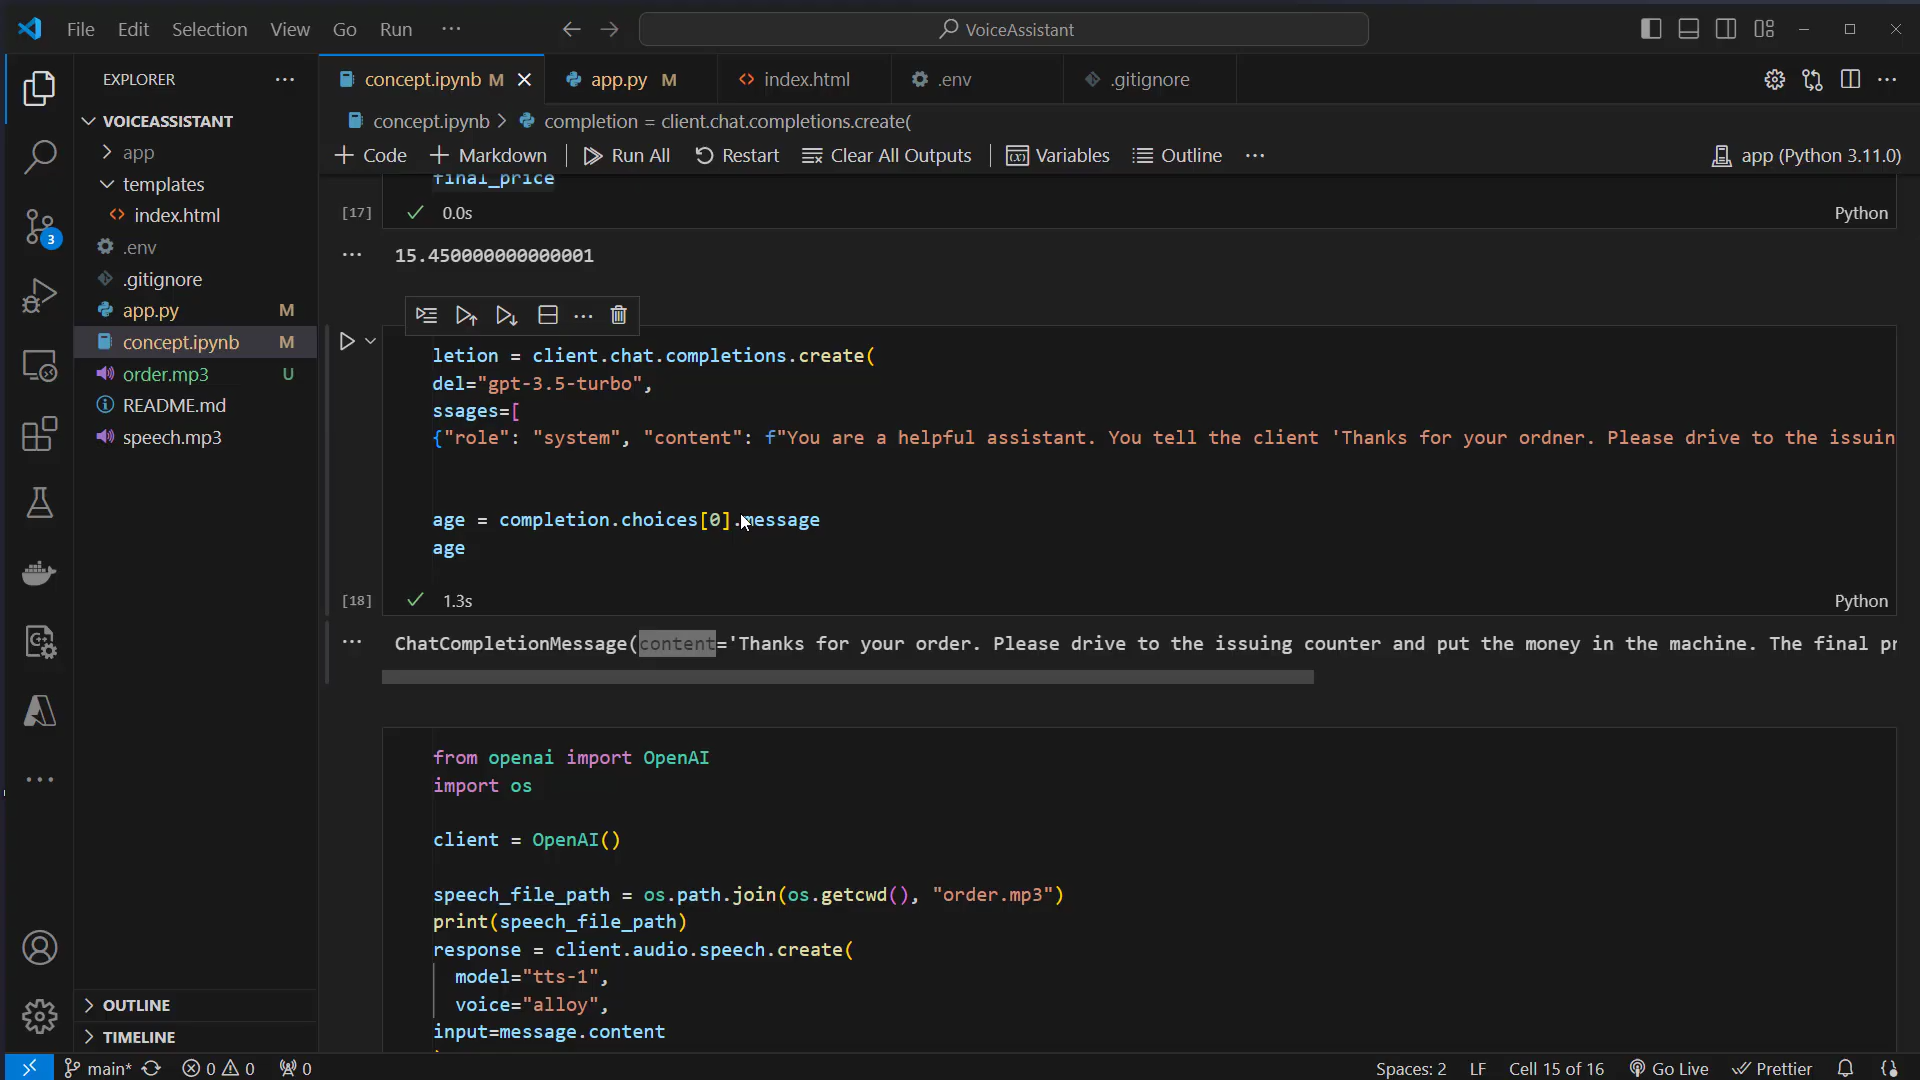 File Edit Selection View Go Run ··· VoiceAssistant
EXPLORER ···
VOICEASSISTANT
app
templates
index.html
.env
.gitignore
app.py M
concept.ipynb M
order.mp3 U
README.md
speech.mp3
OUTLINE
TIMELINE
3
concept.ipynb M app.py M index.html .env .gitignore
concept.ipynb > completion = client.chat.completions.create(
+ Code + Markdown Run All Restart Clear All Outputs Variables Outline ··· app (Python 3.11.0)
final_price
[17] 0.0s Python
15.450000000000001
letion = client.chat.completions.create(
del="gpt-3.5-turbo",
ssages=[
{"role": "system", "content": f"You are a helpful assistant. You tell the client 'Thanks for your ordner. Please drive to the issuin
age = completion.choices[0].message
age
[18] 1.3s Python
ChatCompletionMessage(content='Thanks for your order. Please drive to the issuing counter and put the money in the machine. The final pr
from openai import OpenAI
import os
client = OpenAI()
speech_file_path = os.path.join(os.getcwd(), "order.mp3")
print(speech_file_path)
response = client.audio.speech.create(
model="tts-1",
voice="alloy",
input=message.content
main* 0 0 0 Spaces: 2 LF Cell 15 of 16 Go Live Prettier